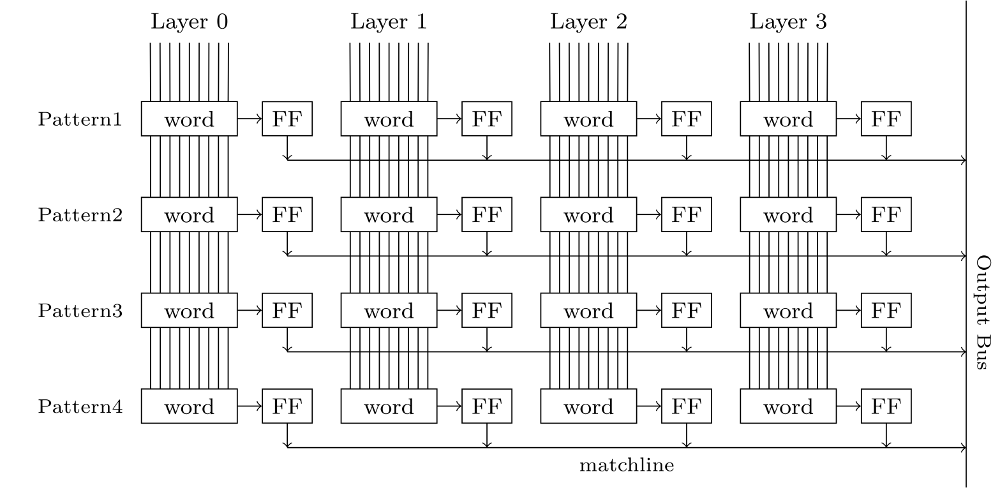 Layer 0 Layer 1 Layer 2 Layer 3
Pattern1 word FF word FF word FF word FF
Pattern2 word FF word FF word FF word FF
Pattern3 word FF word FF word FF word FF
Pattern4 word FF word FF word FF word FF
matchline
Output Bus